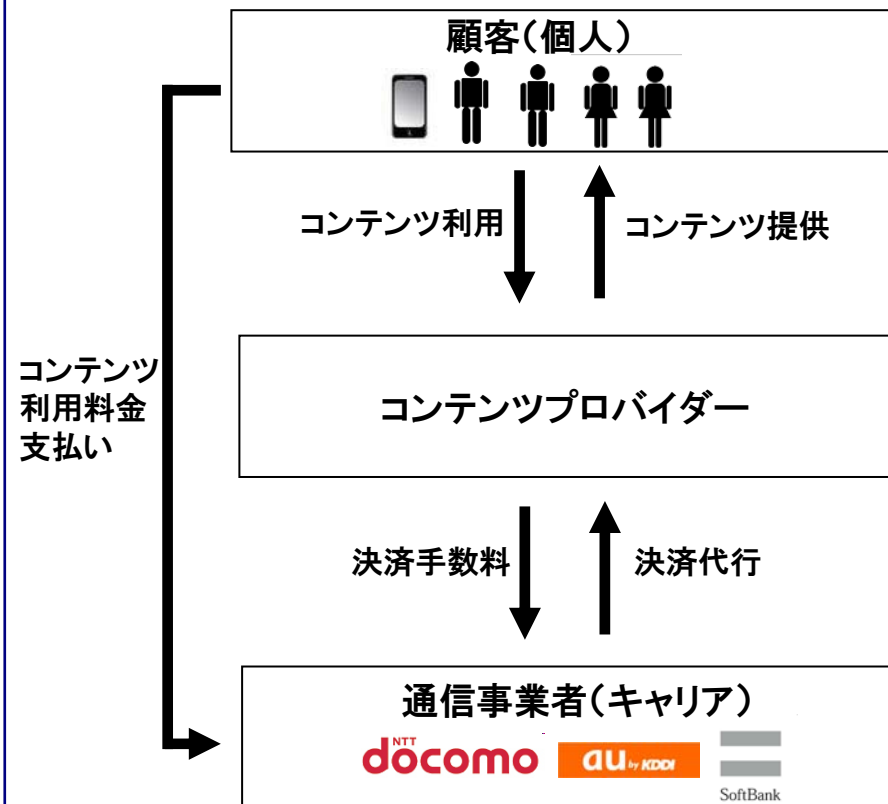 顧客(個人)
コンテンツ利用
コンテンツ提供
コンテンツ
利用料金
支払い
コンテンツプロバイダー
決済手数料
決済代行
通信事業者(キャリア)
NTT
docomo
au by KDDI
SoftBank